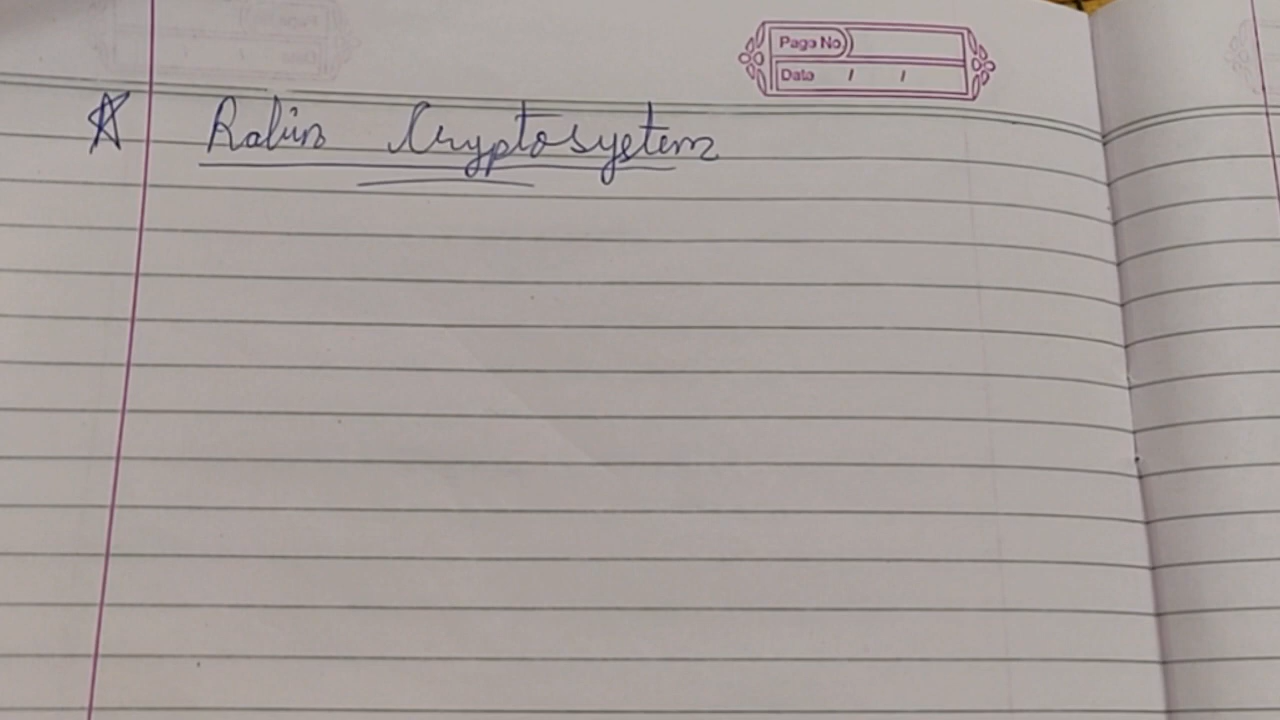 Page No
Date / /
☆ Rabin Cryptosystem